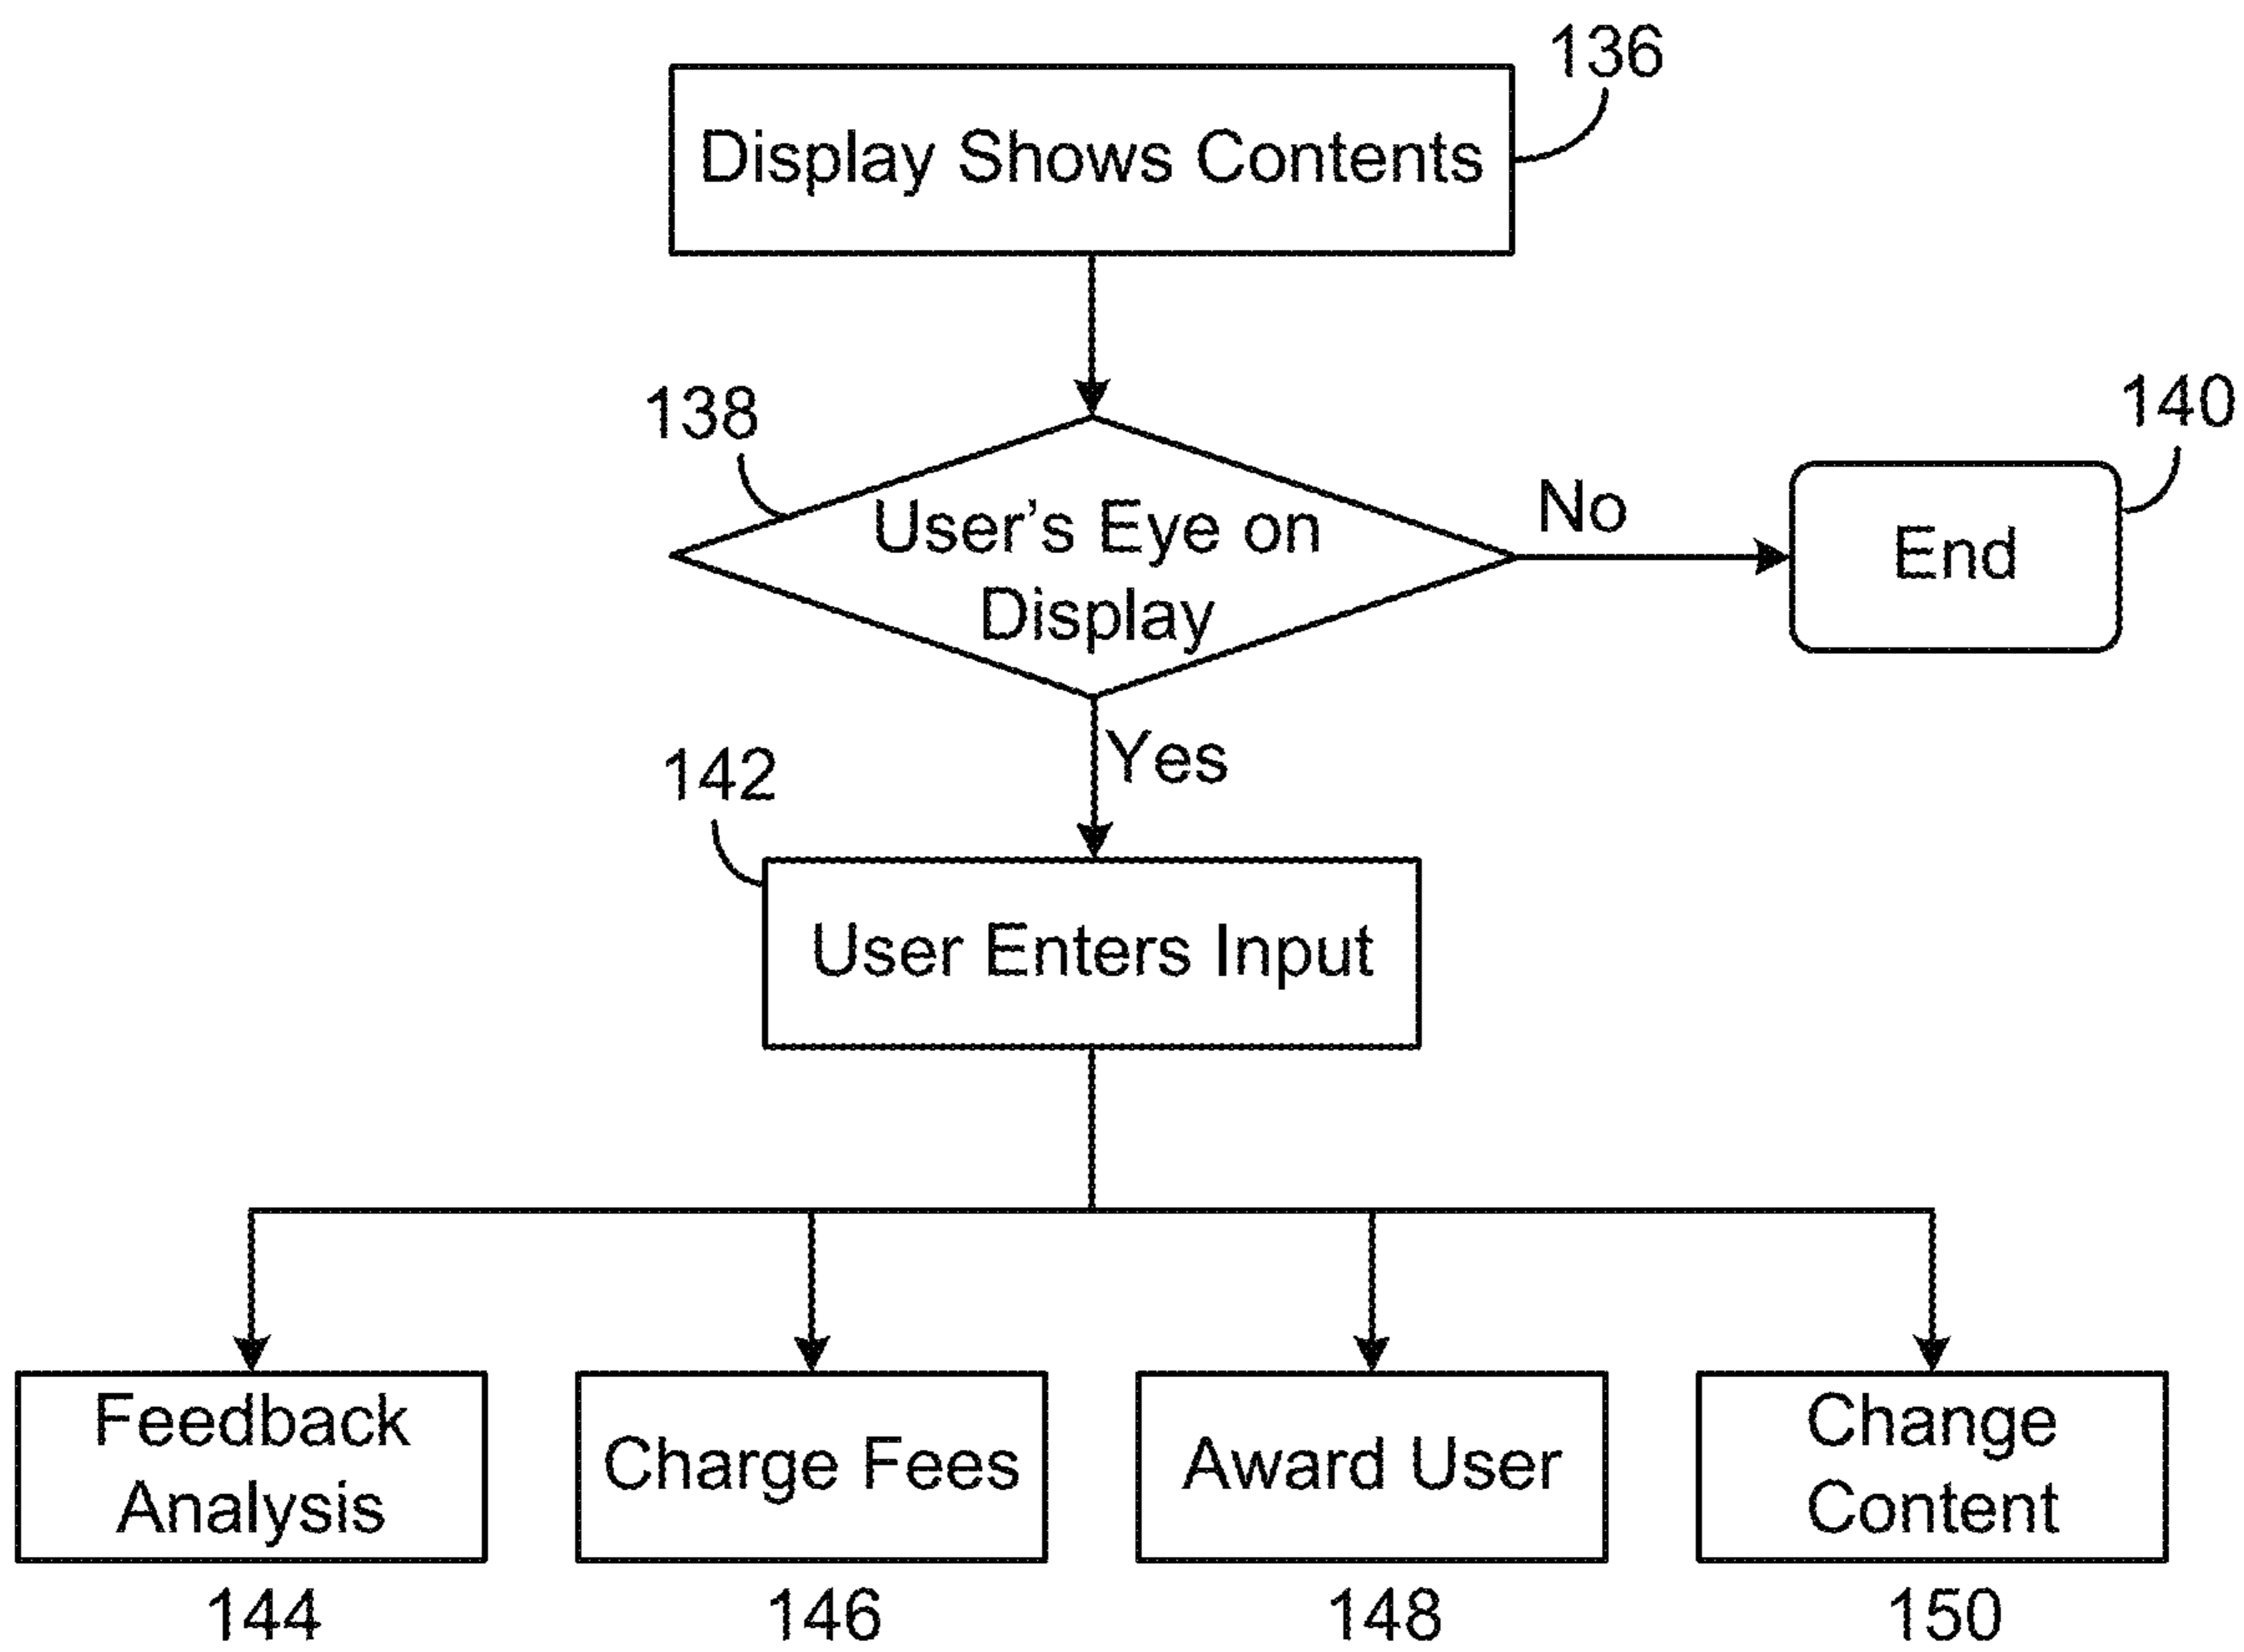 136
Display Shows Contents
138
140
User’s Eye on
Display
No
End
Yes
142
User Enters Input
Feedback
Analysis
Charge Fees
Award User
Change
Content
144
146
148
150